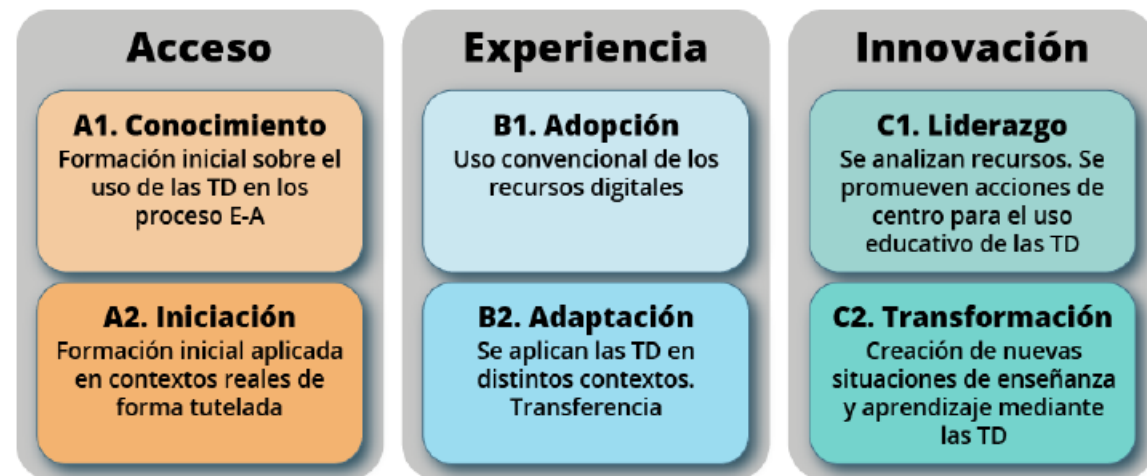 Acceso
A1. Conocimiento
Formación inicial sobre el
uso de las TD en los
proceso E-A
A2. Iniciación
Formación inicial aplicada
en contextos reales de
forma tutelada
Experiencia
B1. Adopción
Uso convencional de los
recursos digitales
B2. Adaptación
Se aplican las TD en
distintos contextos.
Transferencia
Innovación
C1. Liderazgo
Se analizan recursos. Se
promueven acciones de
centro para el uso
educativo de las TD
C2. Transformación
Creación de nuevas
situaciones de enseñanza
y aprendizaje mediante
las TD